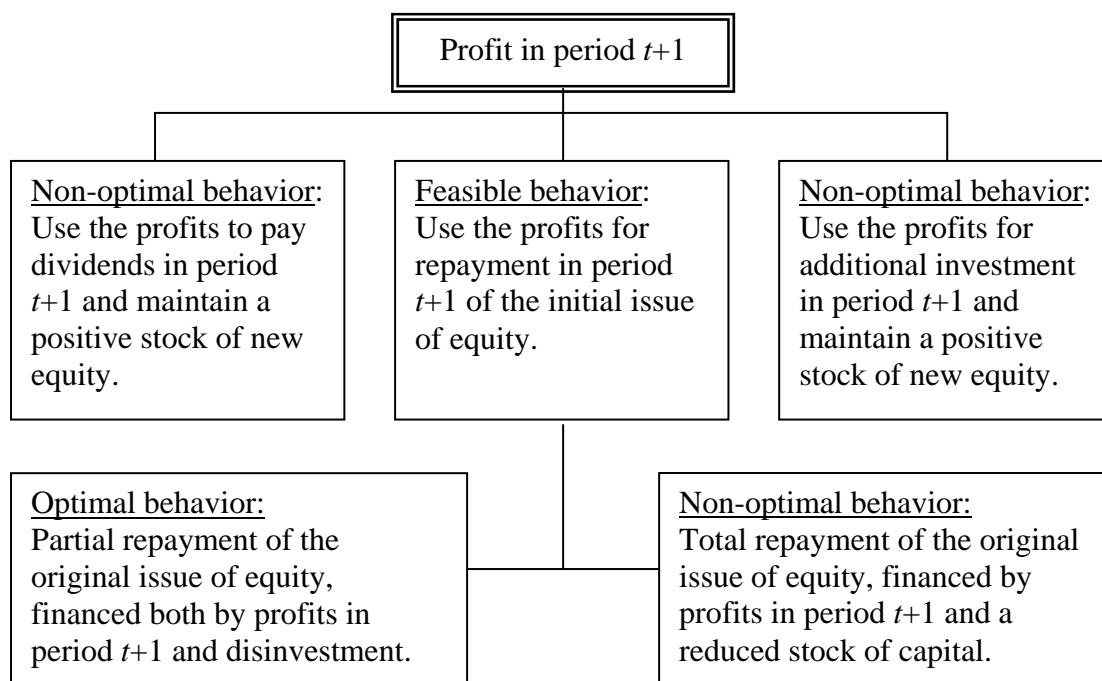 Profit in period t+1
Non-optimal behavior:
Use the profits to pay
dividends in period
t+1 and maintain a
positive stock of new
equity.
Feasible behavior:
Use the profits for
repayment in period
t+1 of the initial issue
of equity.
Non-optimal behavior:
Use the profits for
additional investment
in period t+1 and
maintain a positive
stock of new equity.
Optimal behavior:
Partial repayment of the
original issue of equity,
financed both by profits in
period t+1 and disinvestment.
Non-optimal behavior:
Total repayment of the original
issue of equity, financed by
profits in period t+1 and a
reduced stock of capital.